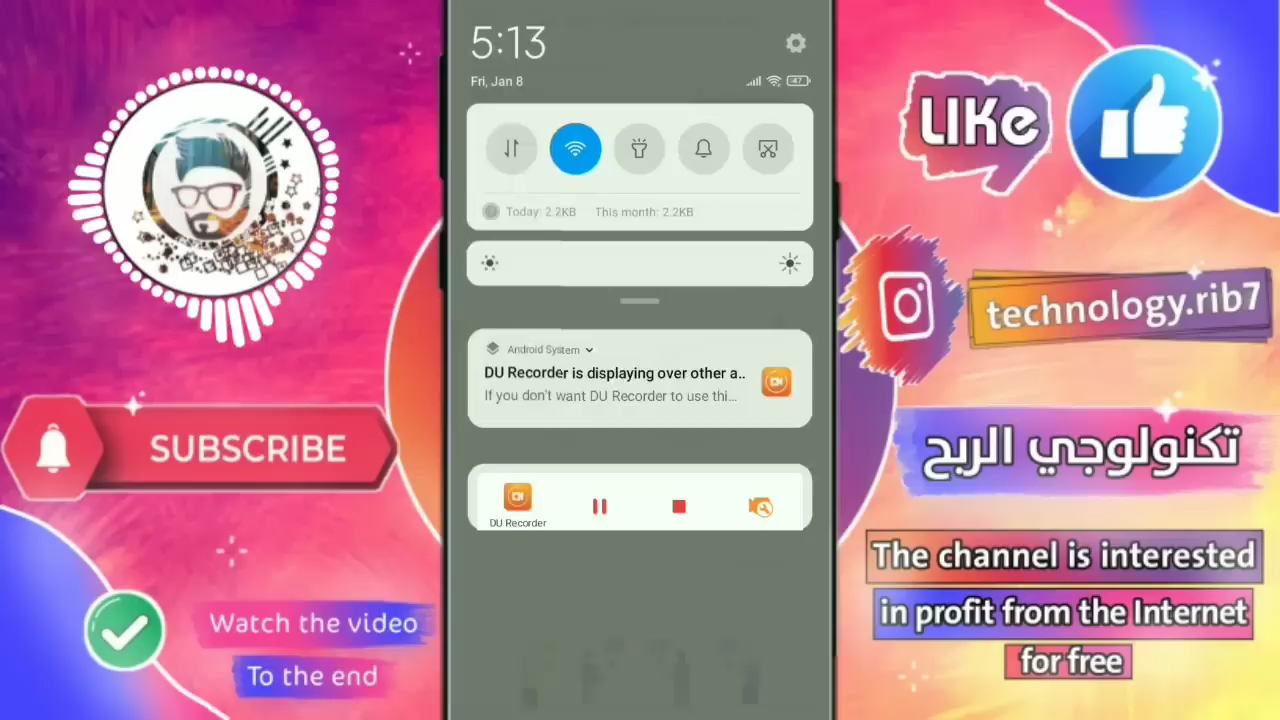 SUBSCRIBE
Watch the video
To the end
5:13
Fri, Jan 8
47
Today: 2.2KB
This month: 2.2KB
Android System
DU Recorder is displaying over other a..
If you don't want DU Recorder to use thi...
DU Recorder
LIKe
technology.rib7
تكنولوجي الربح
The channel is interested
in profit from the Internet
for free